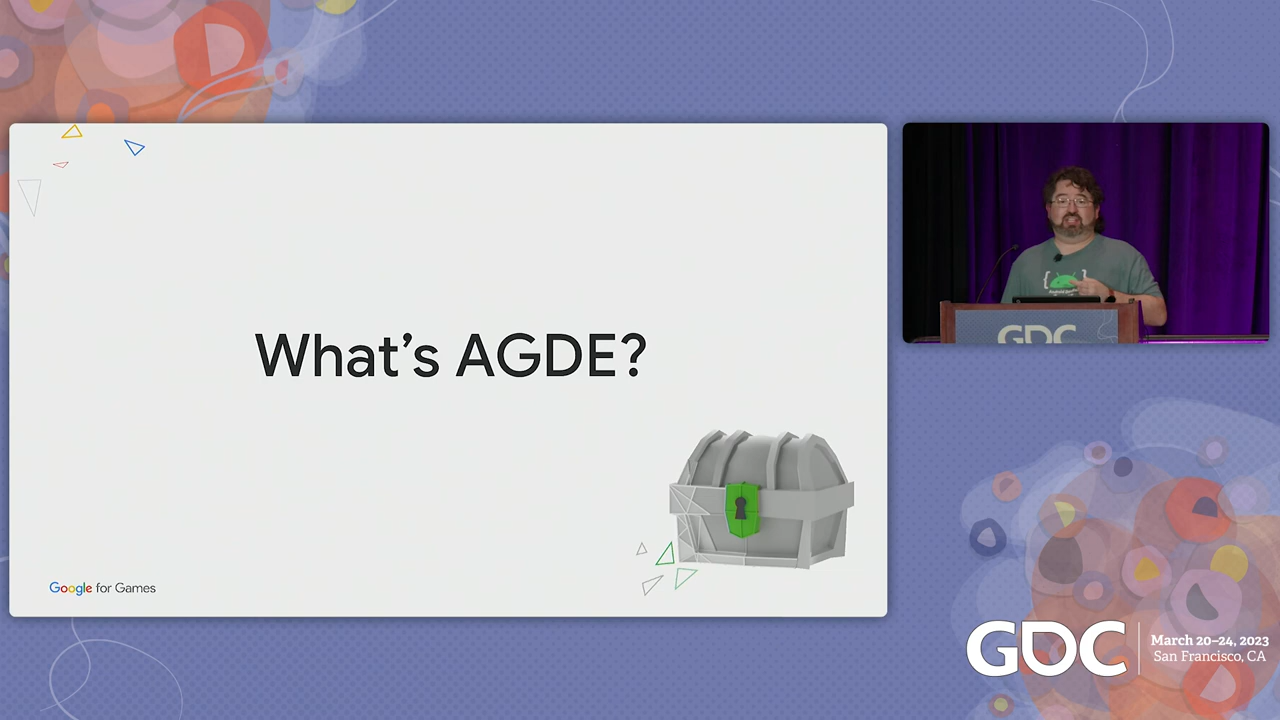 What's AGDE?
Google for Games
GDC
GDC
March 20–24, 2023
San Francisco, CA